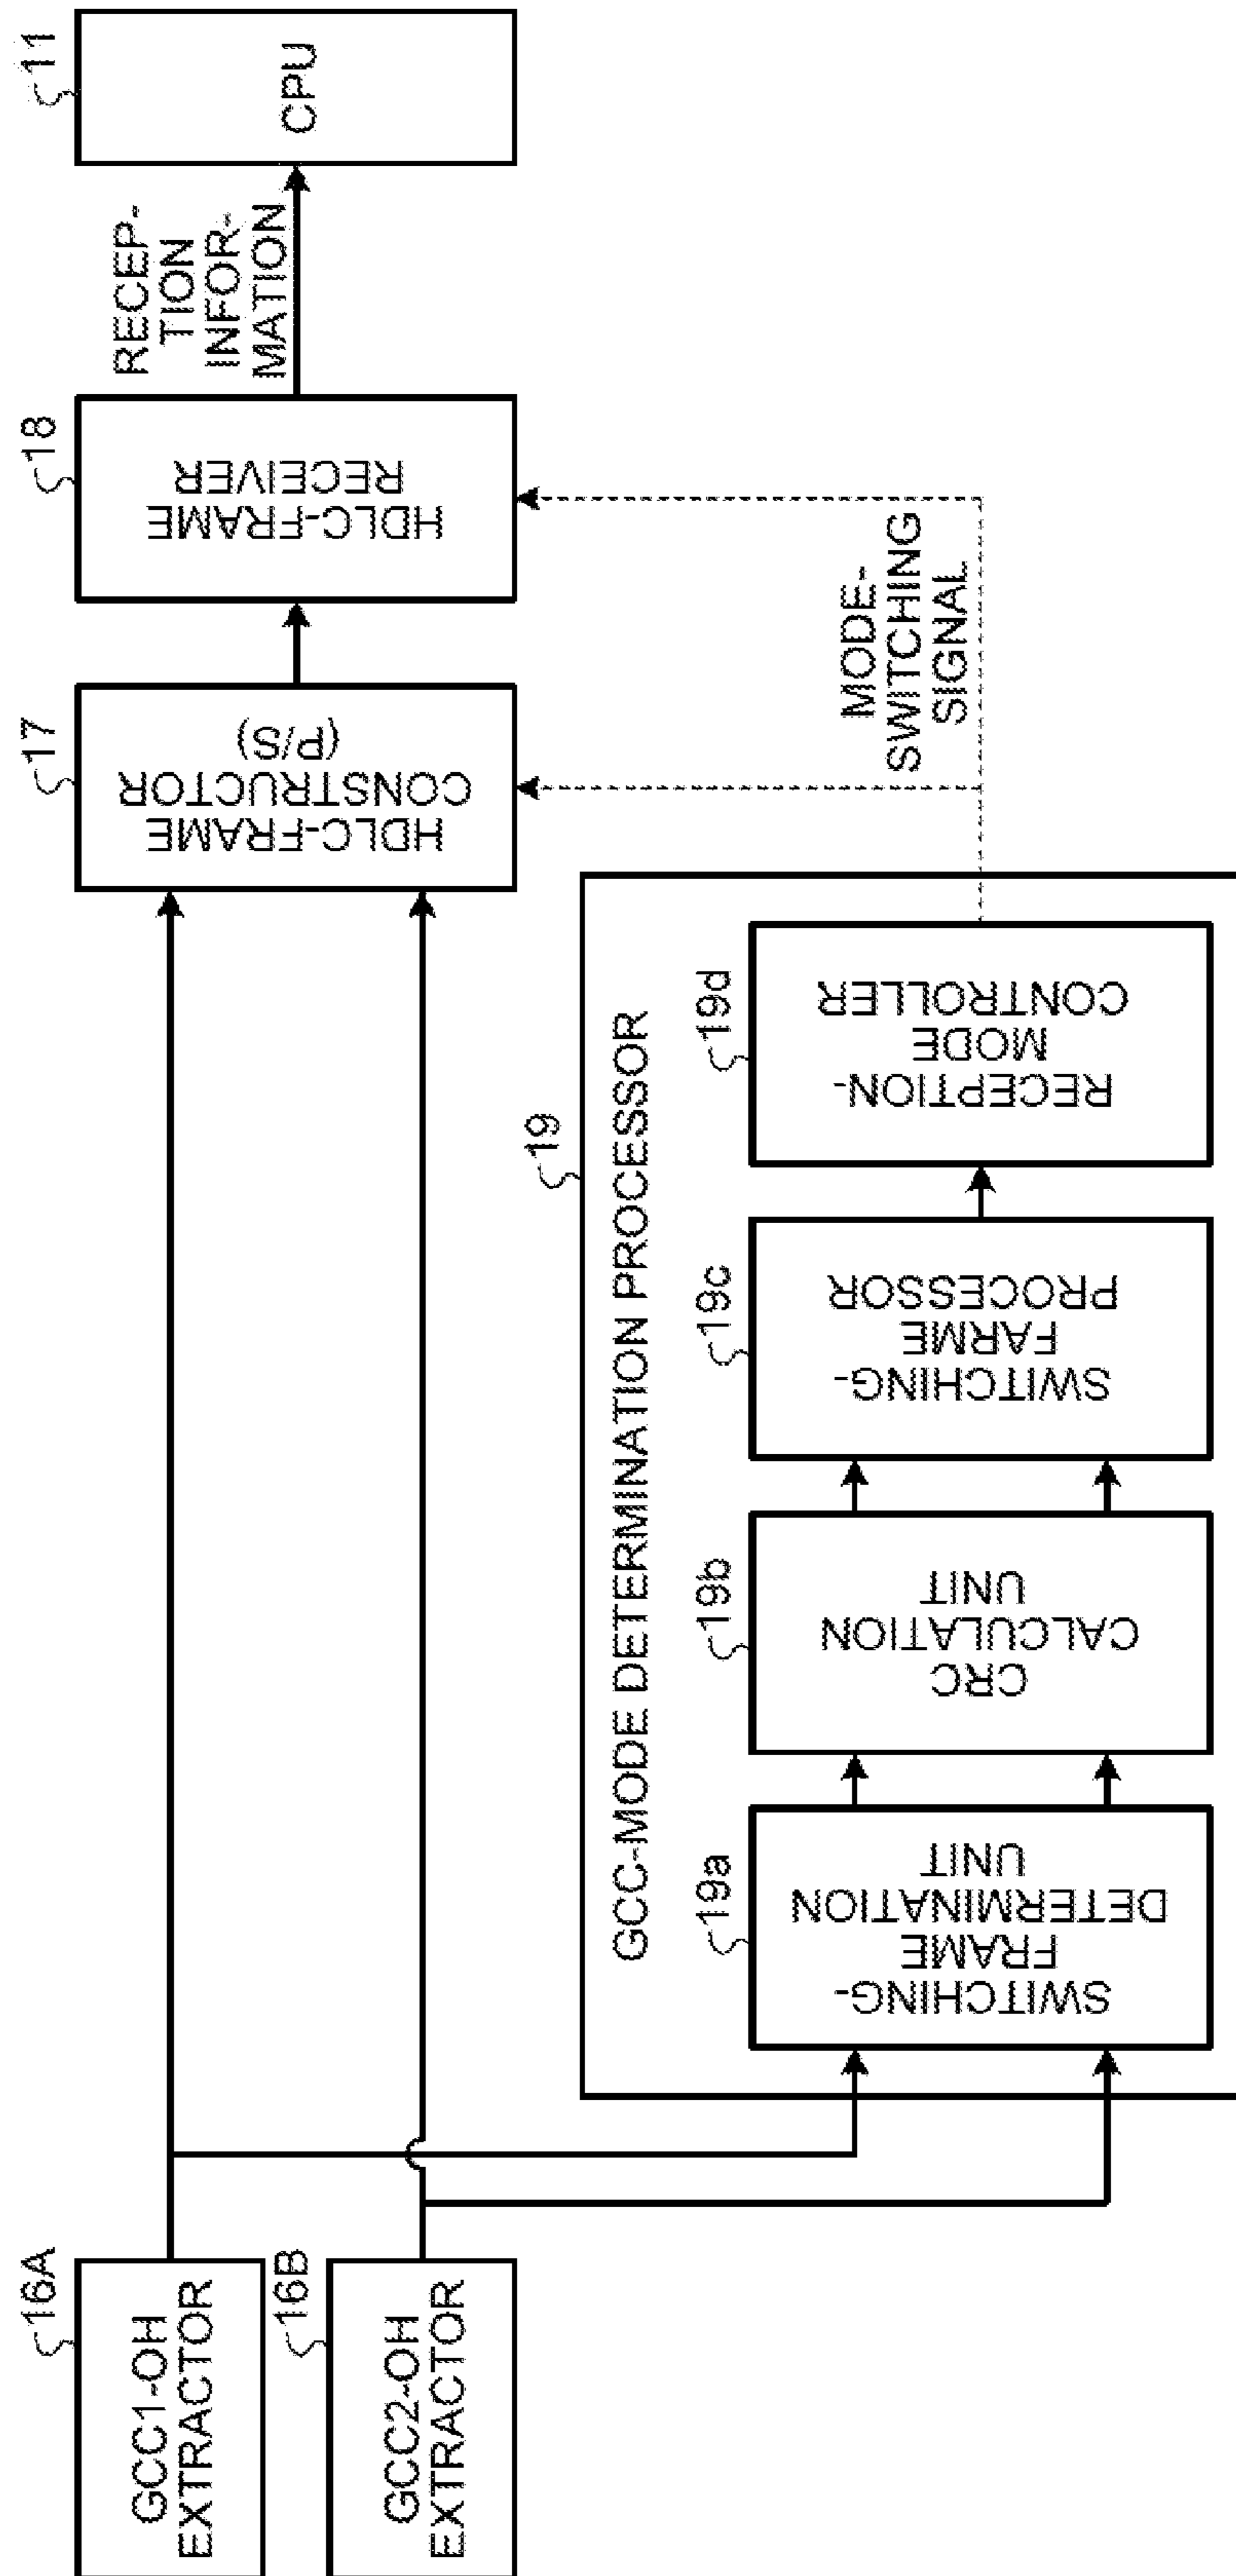 16A
GCC1-OH
EXTRACTOR
16B
GCC2-OH
EXTRACTOR
17
HDLC-FRAME
CONSTRUCTOR
(P/S)
18
HDLC-FRAME
RECEIVER
RECEP-
TION
INFOR-
MATION
11
CPU
MODE-
SWITCHING
SIGNAL
19
GCC-MODE DETERMINATION PROCESSOR
19a
SWITCHING-
FRAME
DETERMINATION
UNIT
19b
CRC
CALCULATION
UNIT
19c
SWITCHING-
FARME
PROCESSOR
19d
RECEPTION-
MODE
CONTROLLER